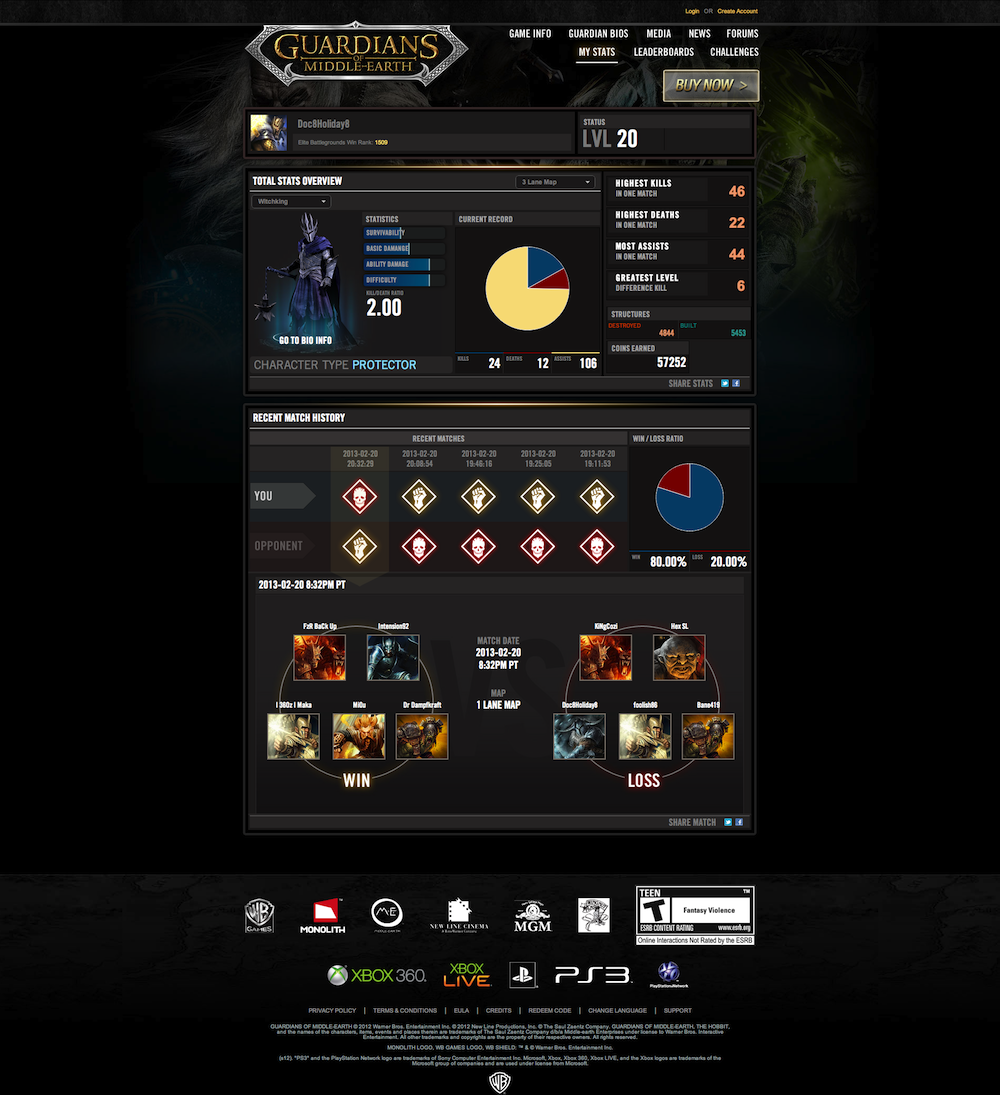 Login OR Create Account
GUARDIANS
OF
MIDDLE-EARTH
GAME INFO GUARDIAN BIOS MEDIA NEWS FORUMS
MY STATS LEADERBOARDS CHALLENGES
BUY NOW >
Doc8Holiday8
Elite Battlegrounds Win Rank: 1509
STATUS
LVL 20
TOTAL STATS OVERVIEW
3 Lane Map
Witchking
STATISTICS
SURVIVABILITY
BASIC DAMANGE
ABILITY DAMAGE
DIFFICULTY
KILL/DEATH RATIO
2.00
GO TO BIO INFO
CHARACTER TYPE PROTECTOR
CURRENT RECORD
KILLS 24 DEATHS 12 ASSISTS 106
HIGHEST KILLS
IN ONE MATCH
46
HIGHEST DEATHS
IN ONE MATCH
22
MOST ASSISTS
IN ONE MATCH
44
GREATEST LEVEL
DIFFERENCE KILL
6
STRUCTURES
DESTROYED 4844 BUILT 5453
COINS EARNED
57252
SHARE STATS
RECENT MATCH HISTORY
RECENT MATCHES
2013-02-20 2013-02-20 2013-02-20 2013-02-20 2013-02-20
20:32:29 20:08:54 19:46:16 19:25:05 19:11:53
YOU
OPPONENT
WIN / LOSS RATIO
WIN 80.00% LOSS 20.00%
2013-02-20 8:32PM PT
VS
FzR BaCk Up Intension92
I 360z I Maka Mi0u Dr Dampfkraft
WIN
MATCH DATE
2013-02-20
8:32PM PT
MAP
1 LANE MAP
KiNgCozi Hex SL
Doc8Holiday8 foolish86 Bane419
LOSS
SHARE MATCH
WB GAMES
MONOLITH
ME
NEW LINE CINEMA
MGM
TEEN
T
Fantasy Violence
ESRB CONTENT RATING www.esrb.org
Online Interactions Not Rated by the ESRB
XBOX 360.
XBOX
LIVE
PS3
PlayStation Network
PRIVACY POLICY | TERMS & CONDITIONS | EULA | CREDITS | REDEEM CODE | CHANGE LANGUAGE | SUPPORT
GUARDIANS OF MIDDLE-EARTH © 2012 Warner Bros. Entertainment Inc. © 2012 New Line Productions, Inc. © The Saul Zaentz Company. GUARDIANS OF MIDDLE-EARTH, THE HOBBIT,
and the names of the characters, items, events and places therein are trademarks of The Saul Zaentz Company d/b/a Middle-earth Enterprises under license to Warner Bros. Interactive
Entertainment. All other trademarks and copyrights are the property of their respective owners. All rights reserved.
MONOLITH LOGO, WB GAMES LOGO, WB SHIELD: ™ & © Warner Bros. Entertainment Inc.
(s12). "PS3" and the PlayStation Network logo are trademarks of Sony Computer Entertainment Inc. Microsoft, Xbox, Xbox 360, Xbox LIVE, and the Xbox logos are trademarks of the
Microsoft group of companies and are used under license from Microsoft.
WB